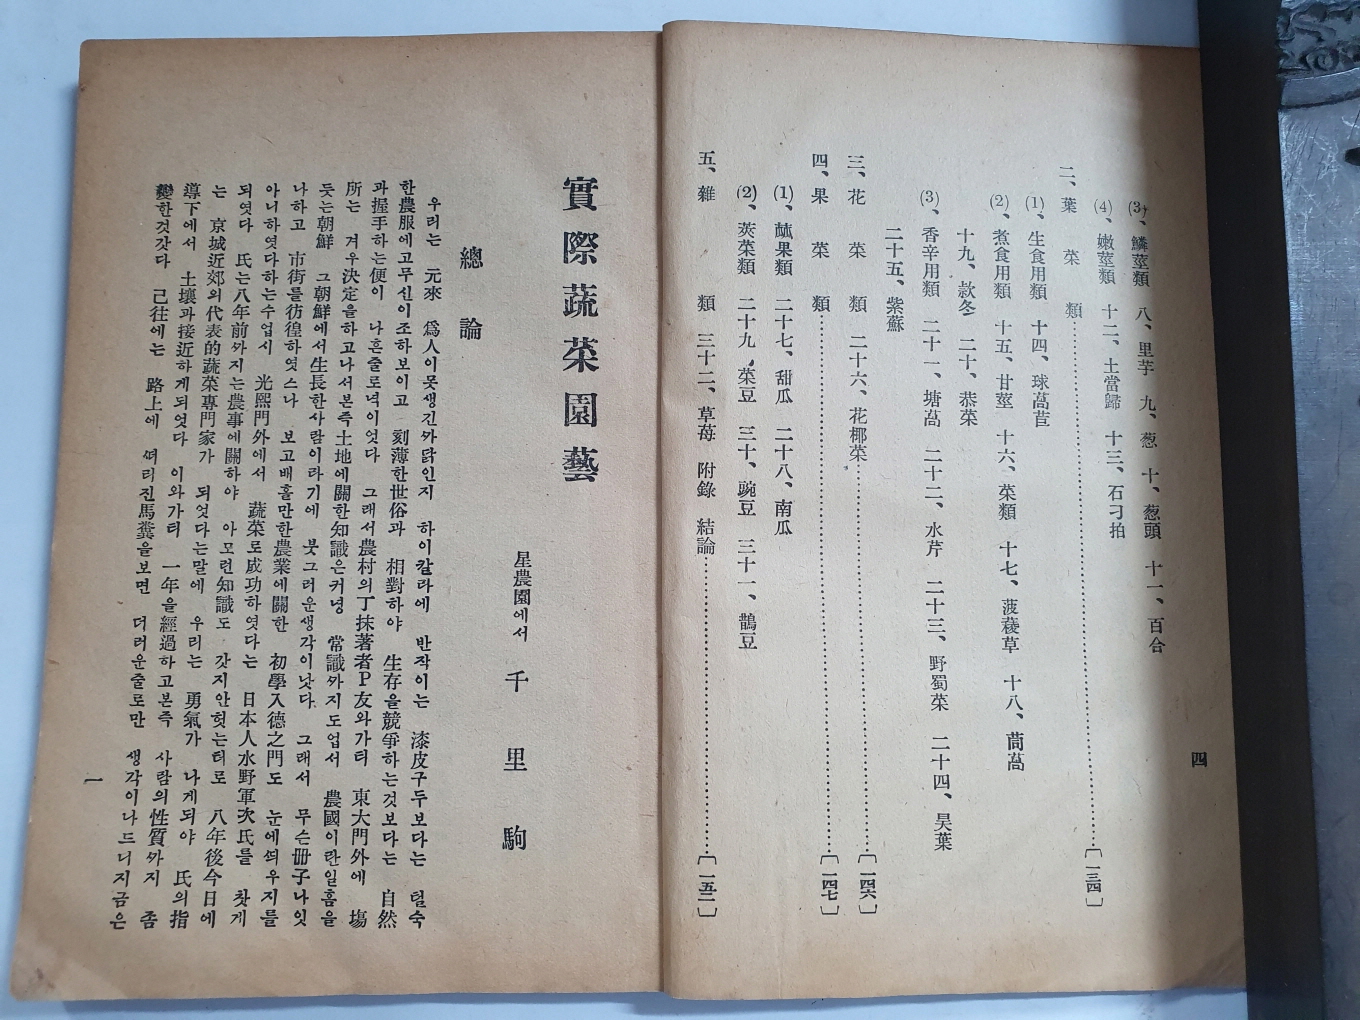 四
(3)、鱗莖類 八、里芋 九、葱 十、葱頭 十一、百合
(4)、嫩莖類 十二、土當歸 十三、石刁拍
二、葉菜類……〔一三四〕
(1)、生食用類 十四、球萵苣
(2)、煮食用類 十五、甘藍 十六、菜類 十七、菠薐草 十八、茼萵
十九、款冬 二十、恭菜
(3)、香辛用類 二十一、塘萵 二十二、水芹 二十三、野蜀菜 二十四、昊葉
二十五、紫蘇
三、花菜類 二十六、花椰菜……〔一四六〕
四、果菜類……〔一四七〕
(1)、蓏果類 二十七、甜瓜 二十八、南瓜
(2)、莢菜類 二十九、菜豆 三十、豌豆 三十一、鵲豆
五、雜類 三十二、草苺 附錄 結論……〔一五二〕
實際蔬菜園藝
星農園에서 千里駒
總論
우리는 元來 爲人이못생긴까닭인지 하이칼라에 반작이는 漆皮구두보다는 털숙
한農服에고무신이조하보이고 刻薄한世俗과 相對하야 生存을競爭하는것보다는 自然
과握手하는便이 나흔줄로녁이엇다 그래서農村의丁抹著者P友와가티 東大門外에 塲
所는 겨우決定을하고나서본즉土地에關한知識은커녕 常識까지도업서 農國이란일홈을
듯는朝鮮 그朝鮮에서生長한사람이라기에 붓그러운생각이낫다. 그래서 무슨冊子나잇
나하고 市街를彷徨하엿스나 보고배홀만한農業에關한 初學入德之門도 눈에띄우지를
아니하엿다하는수업시 光熙門外에서 蔬菜로成功하엿다는 日本人水野軍次氏를 찻게
되엿다 氏는八年前까지는農事에關하야 아모런知識도 갓지안헛는터로 八年後今日에
는 京城近郊의代表的蔬菜專門家가 되엇다는말에 우리는 勇氣가 나게되야 氏의指
導下에서 土壤과接近하게되엿다 이와가티 一年을經過하고본즉 사람의性質까지 좀
變한것갓다 己往에는 路上에 떠러진馬糞을보면 더러운줄로만 생각이나드니지금은
一